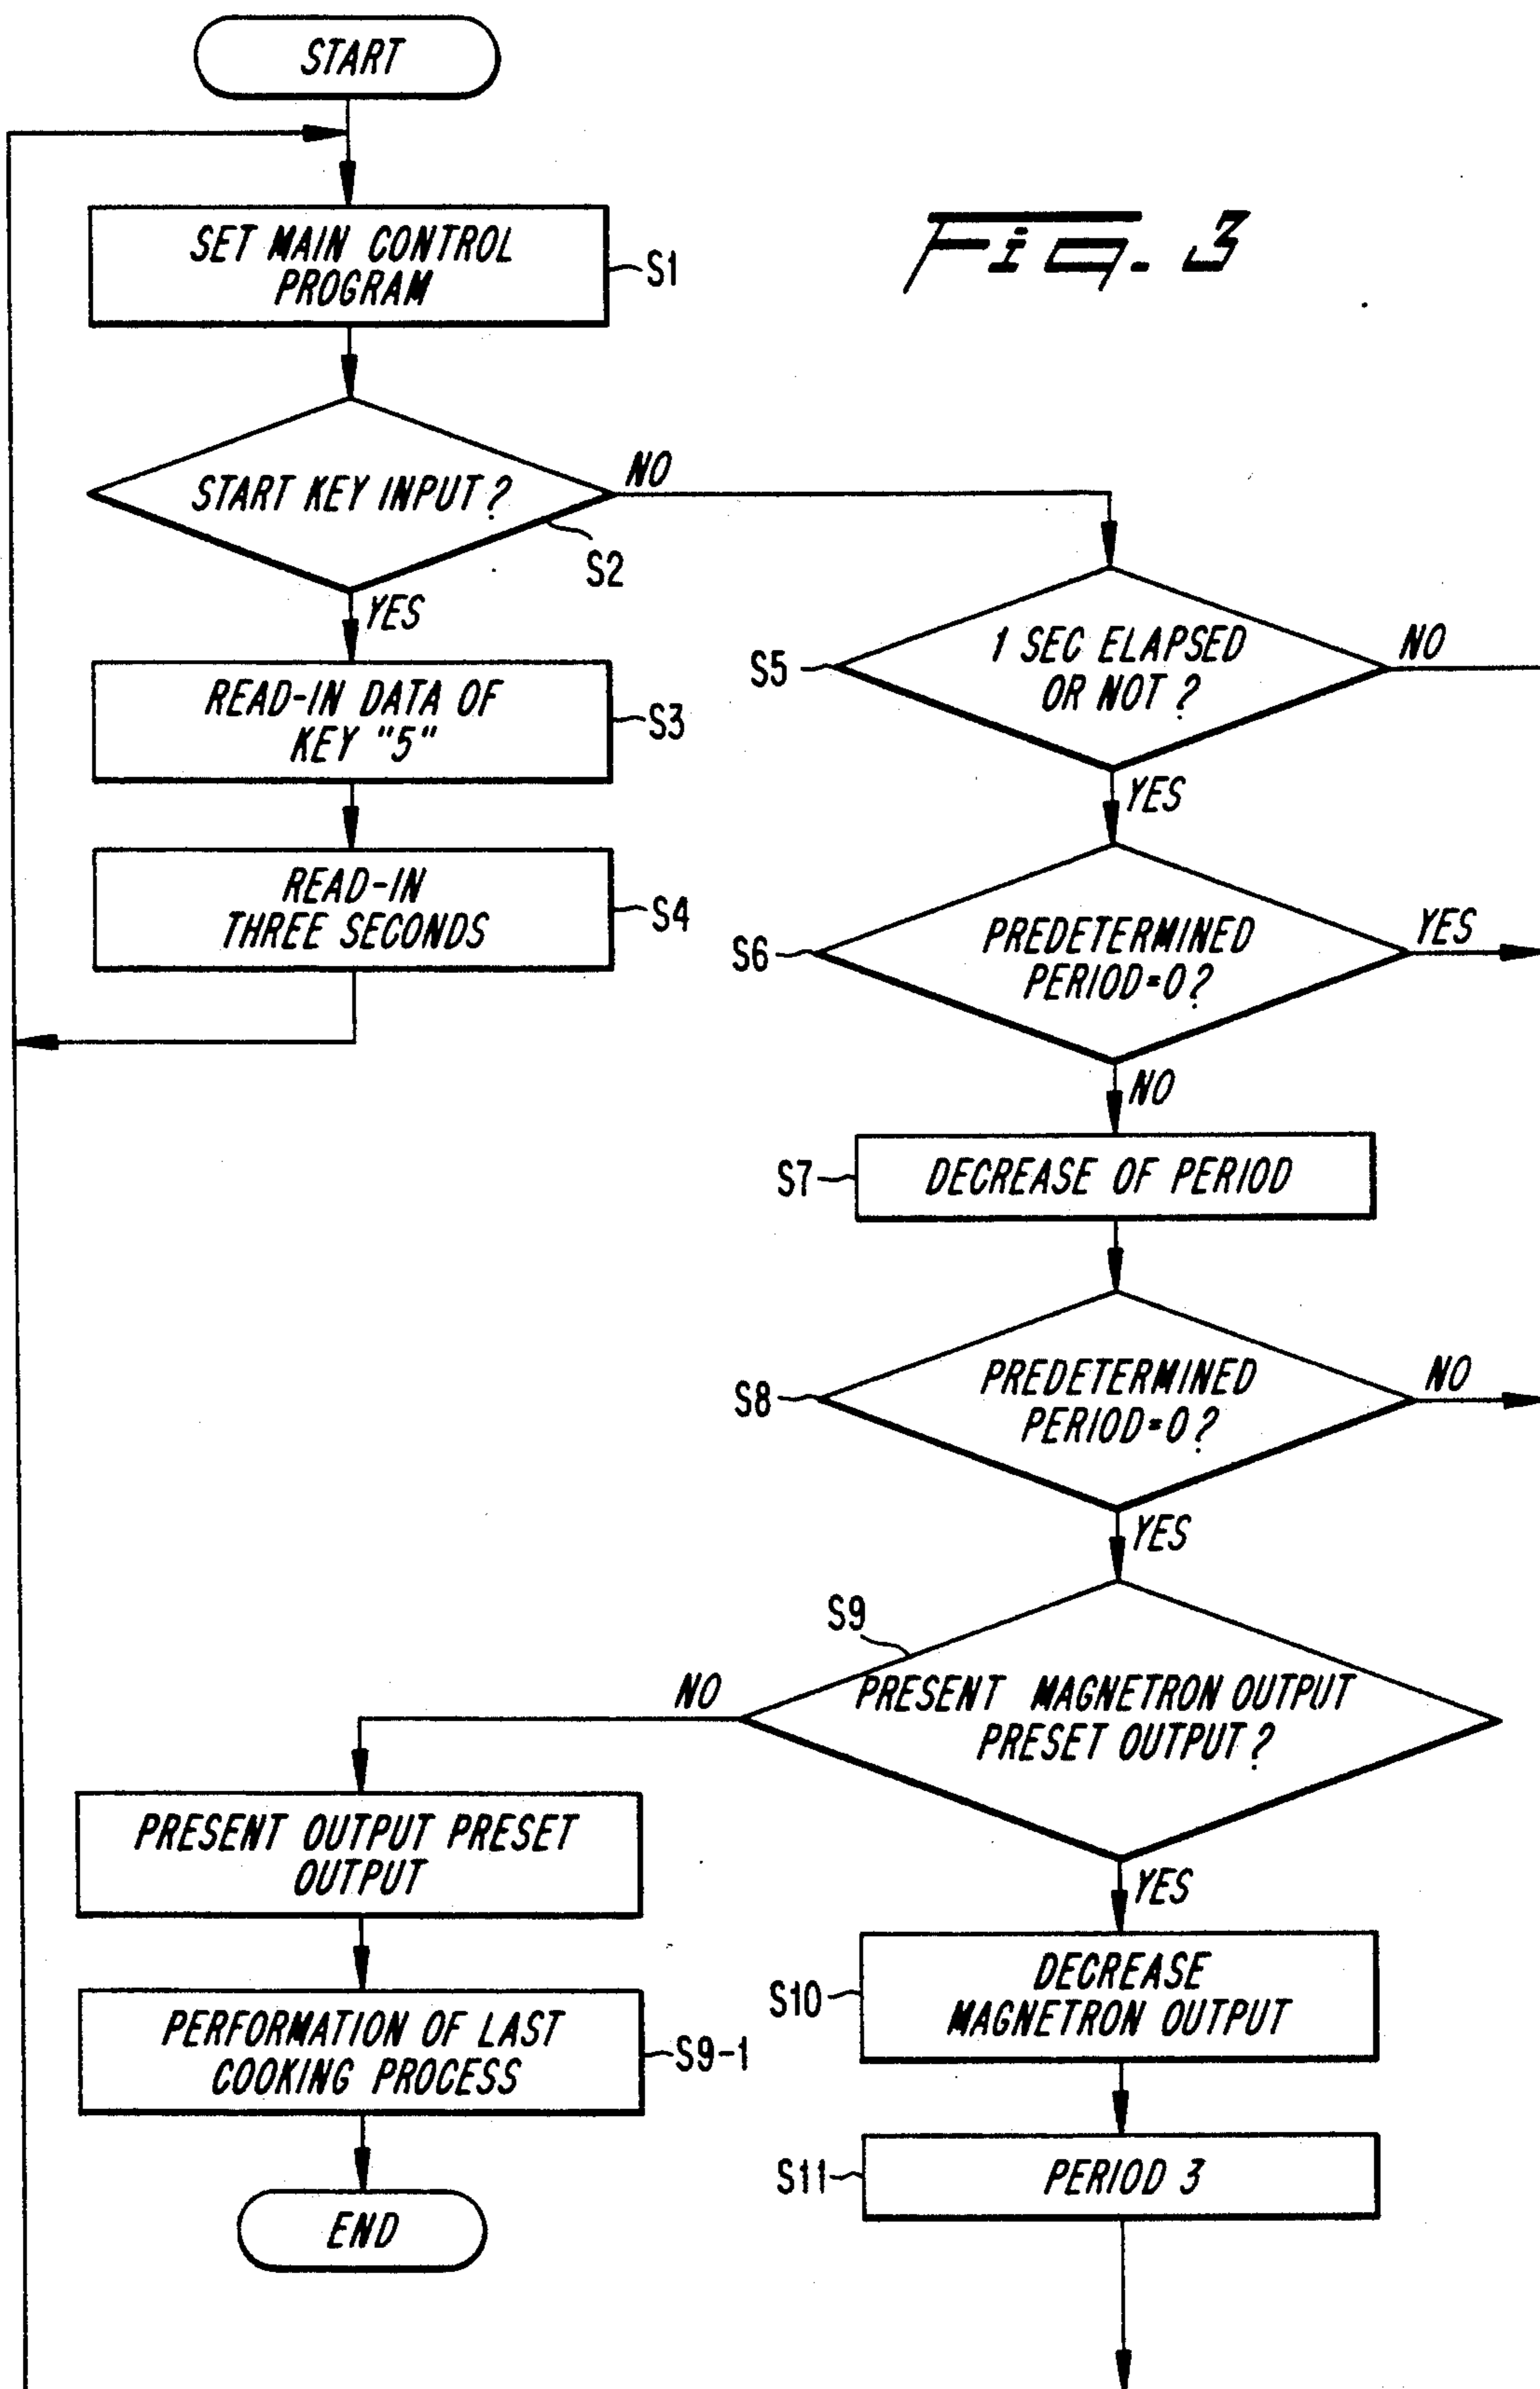 START
Fig. 3
SET MAIN CONTROL
PROGRAM
S1
START KEY INPUT?
NO
S2
YES
READ-IN DATA OF
KEY "5"
S3
READ-IN
THREE SECONDS
S4
1 SEC ELAPSED
OR NOT?
S5
NO
YES
PREDETERMINED
PERIOD=0?
S6
YES
NO
S7
DECREASE OF PERIOD
PREDETERMINED
PERIOD=0?
S8
NO
YES
S9
PRESENT MAGNETRON OUTPUT
PRESET OUTPUT?
NO
YES
PRESENT OUTPUT PRESET
OUTPUT
PERFORMATION OF LAST
COOKING PROCESS
S9-1
END
S10
DECREASE
MAGNETRON OUTPUT
S11
PERIOD 3